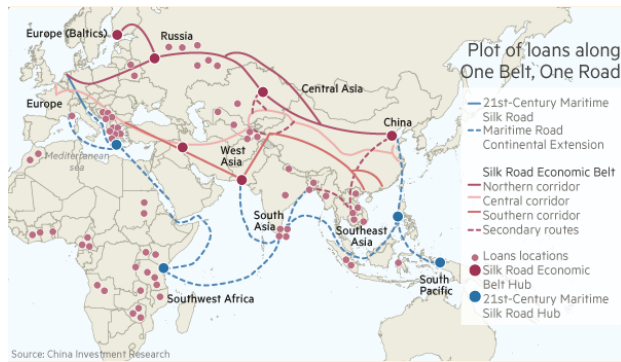 Plot of loans along
One Belt, One Road
21st-Century Maritime
Silk Road
Maritime Road
Continental Extension
Silk Road Economic Belt
Northern corridor
Central corridor
Southern corridor
Secondary routes
Loans locations
Silk Road Economic
Belt Hub
21st-Century Maritime
Silk Road Hub
Europe (Baltics)
Russia
Central Asia
Europe
China
West
Asia
Mediterranean
sea
South
Asia
Southeast
Asia
South
Pacific
Southwest Africa
Source: China Investment Research